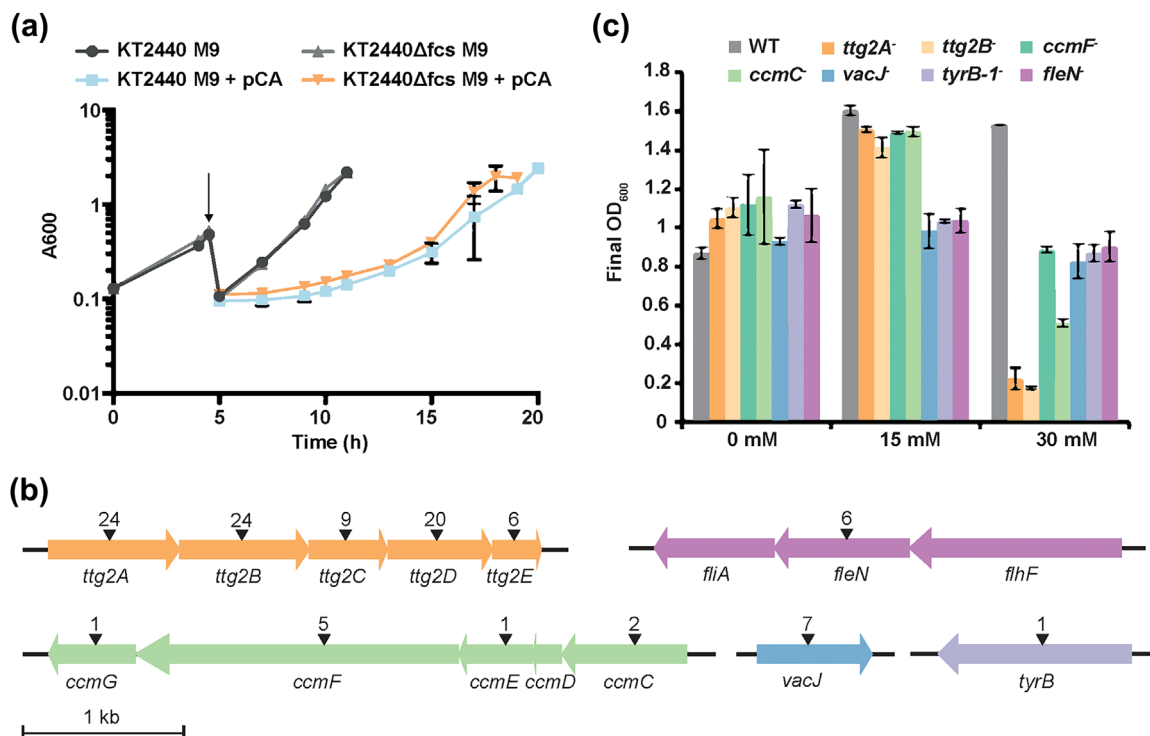 (a)
KT2440 M9
KT2440Δfcs M9
KT2440 M9 + pCA
KT2440Δfcs M9 + pCA
10
1
0.1
0.01
A600
0 5 10 15 20
Time (h)
(c)
WT ttg2A⁻ ttg2B⁻ ccmF⁻
ccmC⁻ vacJ⁻ tyrB-1⁻ fleN⁻
1.8
1.6
1.4
1.2
1
0.8
0.6
0.4
0.2
0
Final OD₆₀₀
0 mM 15 mM 30 mM
(b)
24 24 9 20 6
ttg2A ttg2B ttg2C ttg2D ttg2E
6
fliA fleN flhF
1 5 1 2
ccmG ccmF ccmE ccmD ccmC
7
vacJ
1
tyrB
1 kb